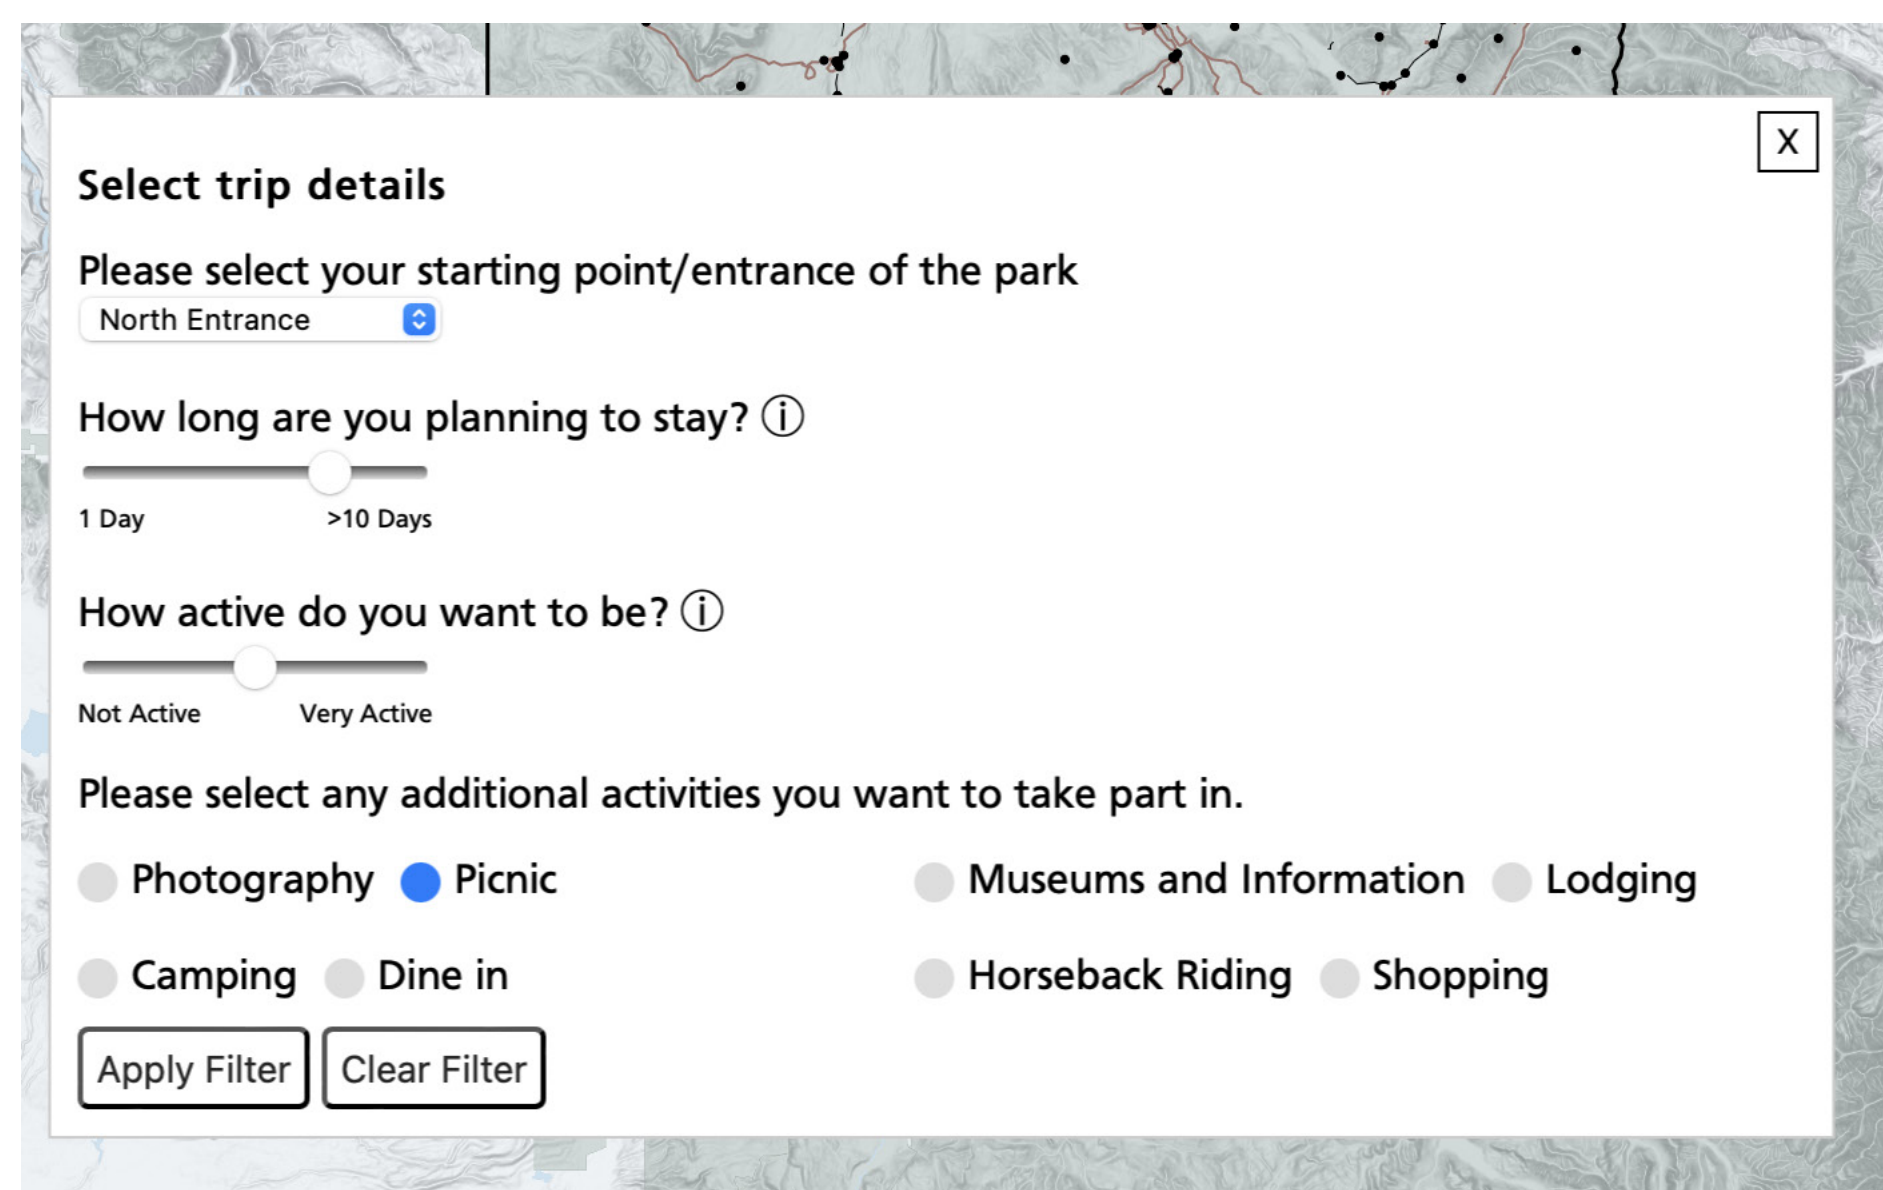 X
Select trip details
Please select your starting point/entrance of the park
North Entrance
How long are you planning to stay? ⓘ
1 Day >10 Days
How active do you want to be? ⓘ
Not Active Very Active
Please select any additional activities you want to take part in.
Photography Picnic Museums and Information Lodging
Camping Dine in Horseback Riding Shopping
Apply Filter Clear Filter